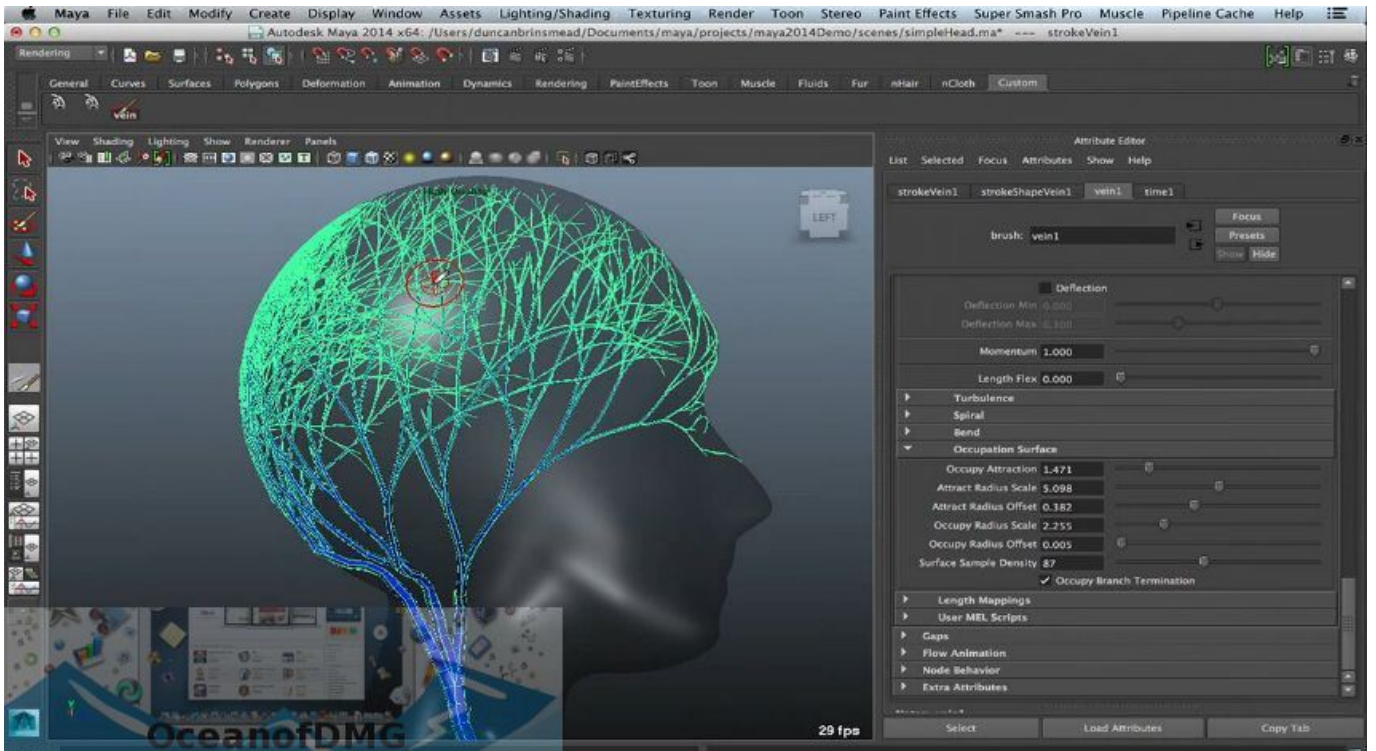 Maya File Edit Modify Create Display Window Assets Lighting/Shading Texturing Render Toon Stereo Paint Effects Super Smash Pro Muscle Pipeline Cache Help
Autodesk Maya 2014 x64: /Users/duncanbrinsmead/Documents/maya/projects/maya2014Demo/scenes/simpleHead.ma* --- strokeVein1
Rendering
General Curves Surfaces Polygons Deformation Animation Dynamics Rendering PaintEffects Toon Muscle Fluids Fur nHair nCloth Custom
vein
View Shading Lighting Show Renderer Panels
Attribute Editor
List Selected Focus Attributes Show Help
strokeVein1 strokeShapeVein1 vein1 time1
LEFT
Focus
brush: vein1
Presets
Show Hide
Deflection
Deflection Min 0.000
Deflection Max
Momentum 1.000
Length Flex 0.000
Turbulence
Spiral
Bend
Occupation Surface
Occupy Attraction 1.471
Attract Radius Scale 5.098
Attract Radius Offset 0.382
Occupy Radius Scale 2.255
Occupy Radius Offset 0.005
Surface Sample Density 87
Occupy Branch Termination
Length Mappings
User MEL Scripts
Gaps
Flow Animation
Node Behavior
Extra Attributes
Y
OceanofDMG
29 fps
Select Load Attributes Copy Tab